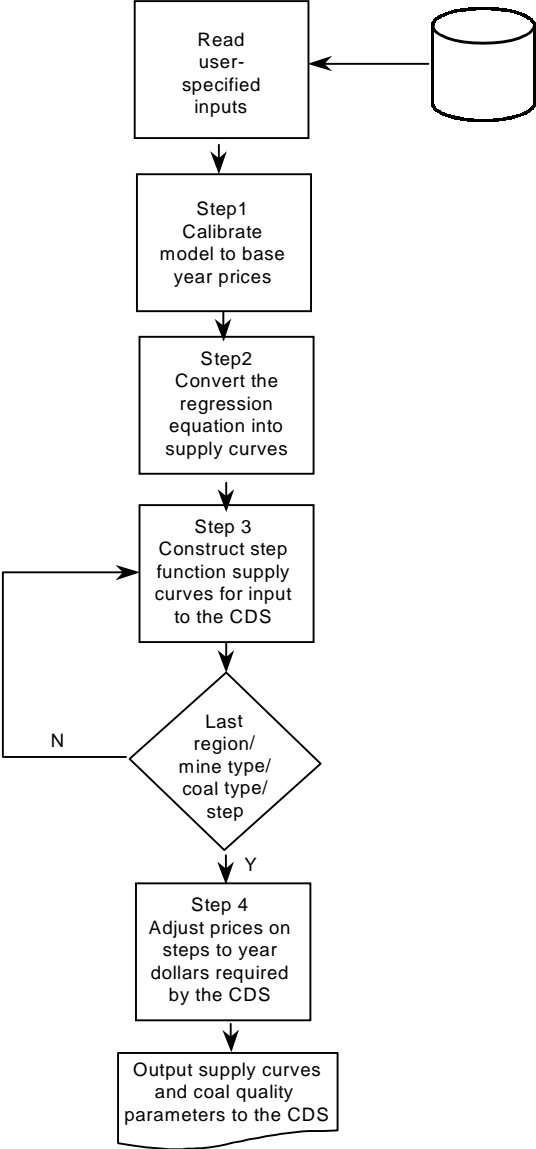 Read
user-
specified
inputs
Step1
Calibrate
model to base
year prices
Step2
Convert the
regression
equation into
supply curves
Step 3
Construct step
function supply
curves for input
to the CDS
N
Last
region/
mine type/
coal type/
step
Y
Step 4
Adjust prices on
steps to year
dollars required
by the CDS
Output supply curves
and coal quality
parameters to the CDS